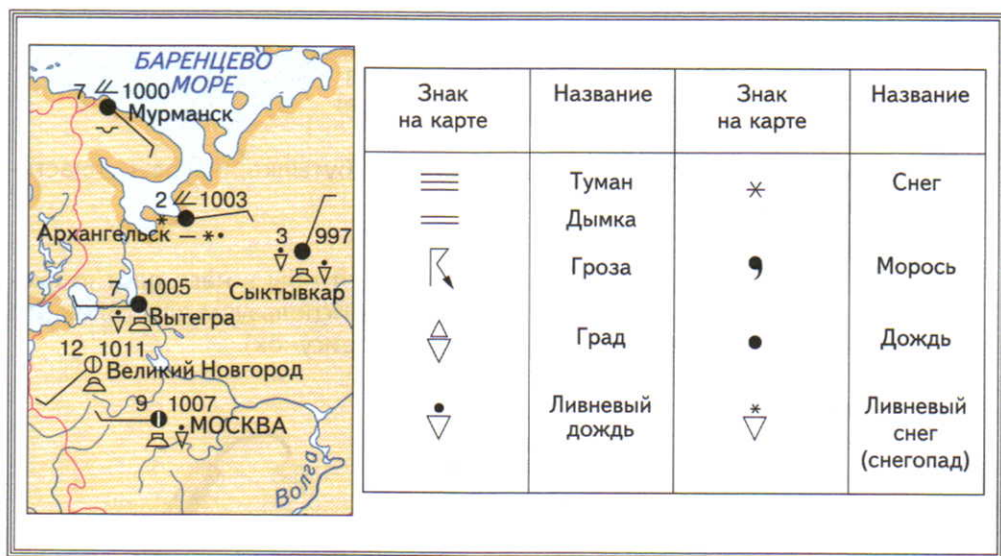 БАРЕНЦЕВО
МОРЕ
7 1000
Мурманск
2 1003
Архангельск
3 997
Сыктывкар
7 1005
Вытегра
12 1011
Великий Новгород
9 1007
МОСКВА
Волга
Знак на карте
Название
Знак на карте
Название
Туман
Снег
Дымка
Гроза
Морось
Град
Дождь
Ливневый дождь
Ливневый снег (снегопад)